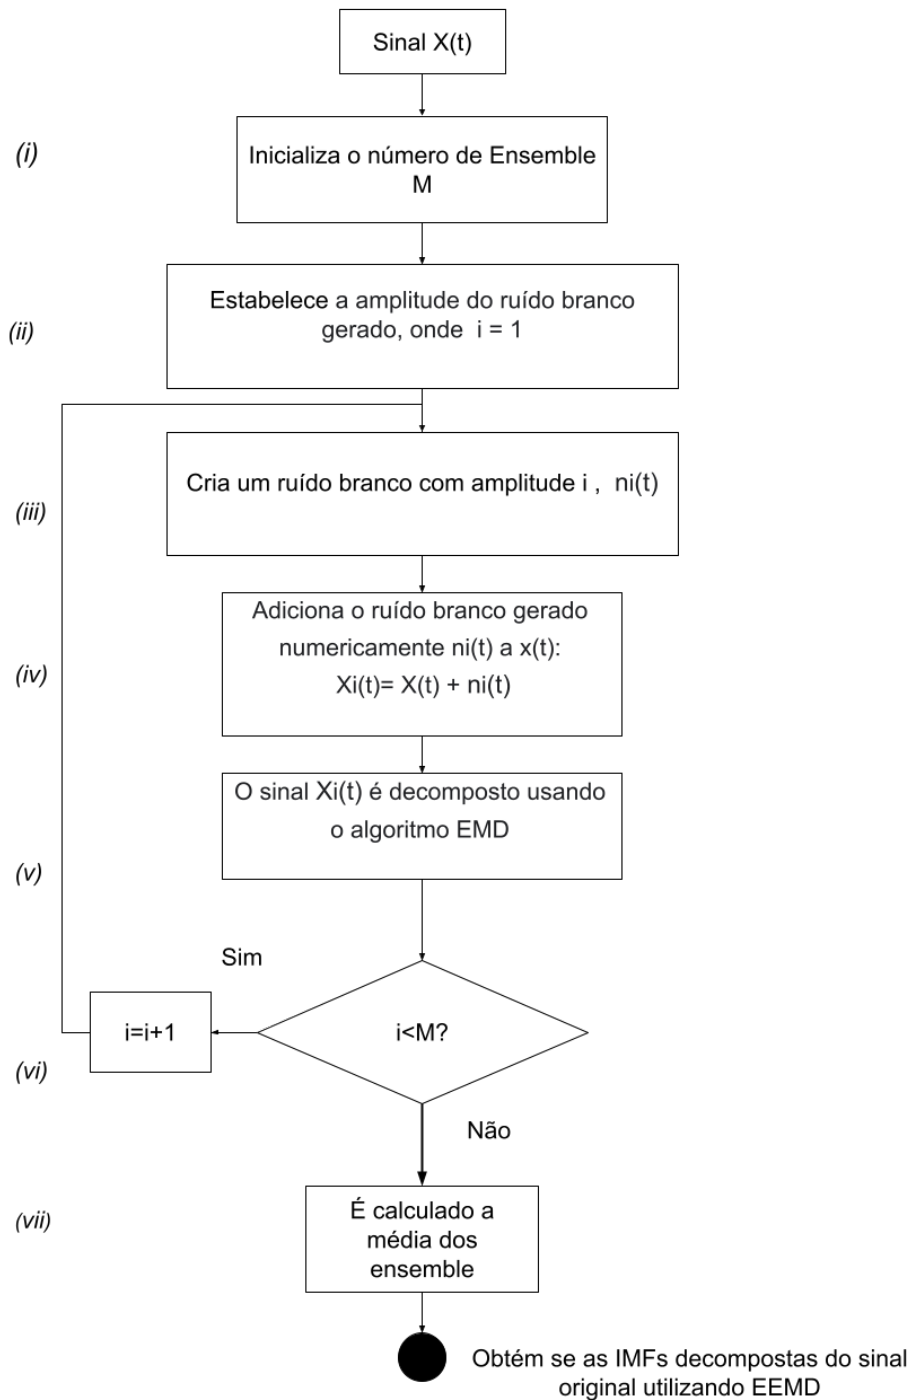 Sinal X(t)
(i)
Inicializa o número de Ensemble
M
(ii)
Estabelece a amplitude do ruído branco
gerado, onde i = 1
(iii)
Cria um ruído branco com amplitude i , ni(t)
(iv)
Adiciona o ruído branco gerado
numericamente ni(t) a x(t):
Xi(t)= X(t) + ni(t)
(v)
O sinal Xi(t) é decomposto usando
o algoritmo EMD
Sim
i=i+1
i<M?
(vi)
Não
(vii)
É calculado a
média dos
ensemble
Obtém se as IMFs decompostas do sinal
original utilizando EEMD